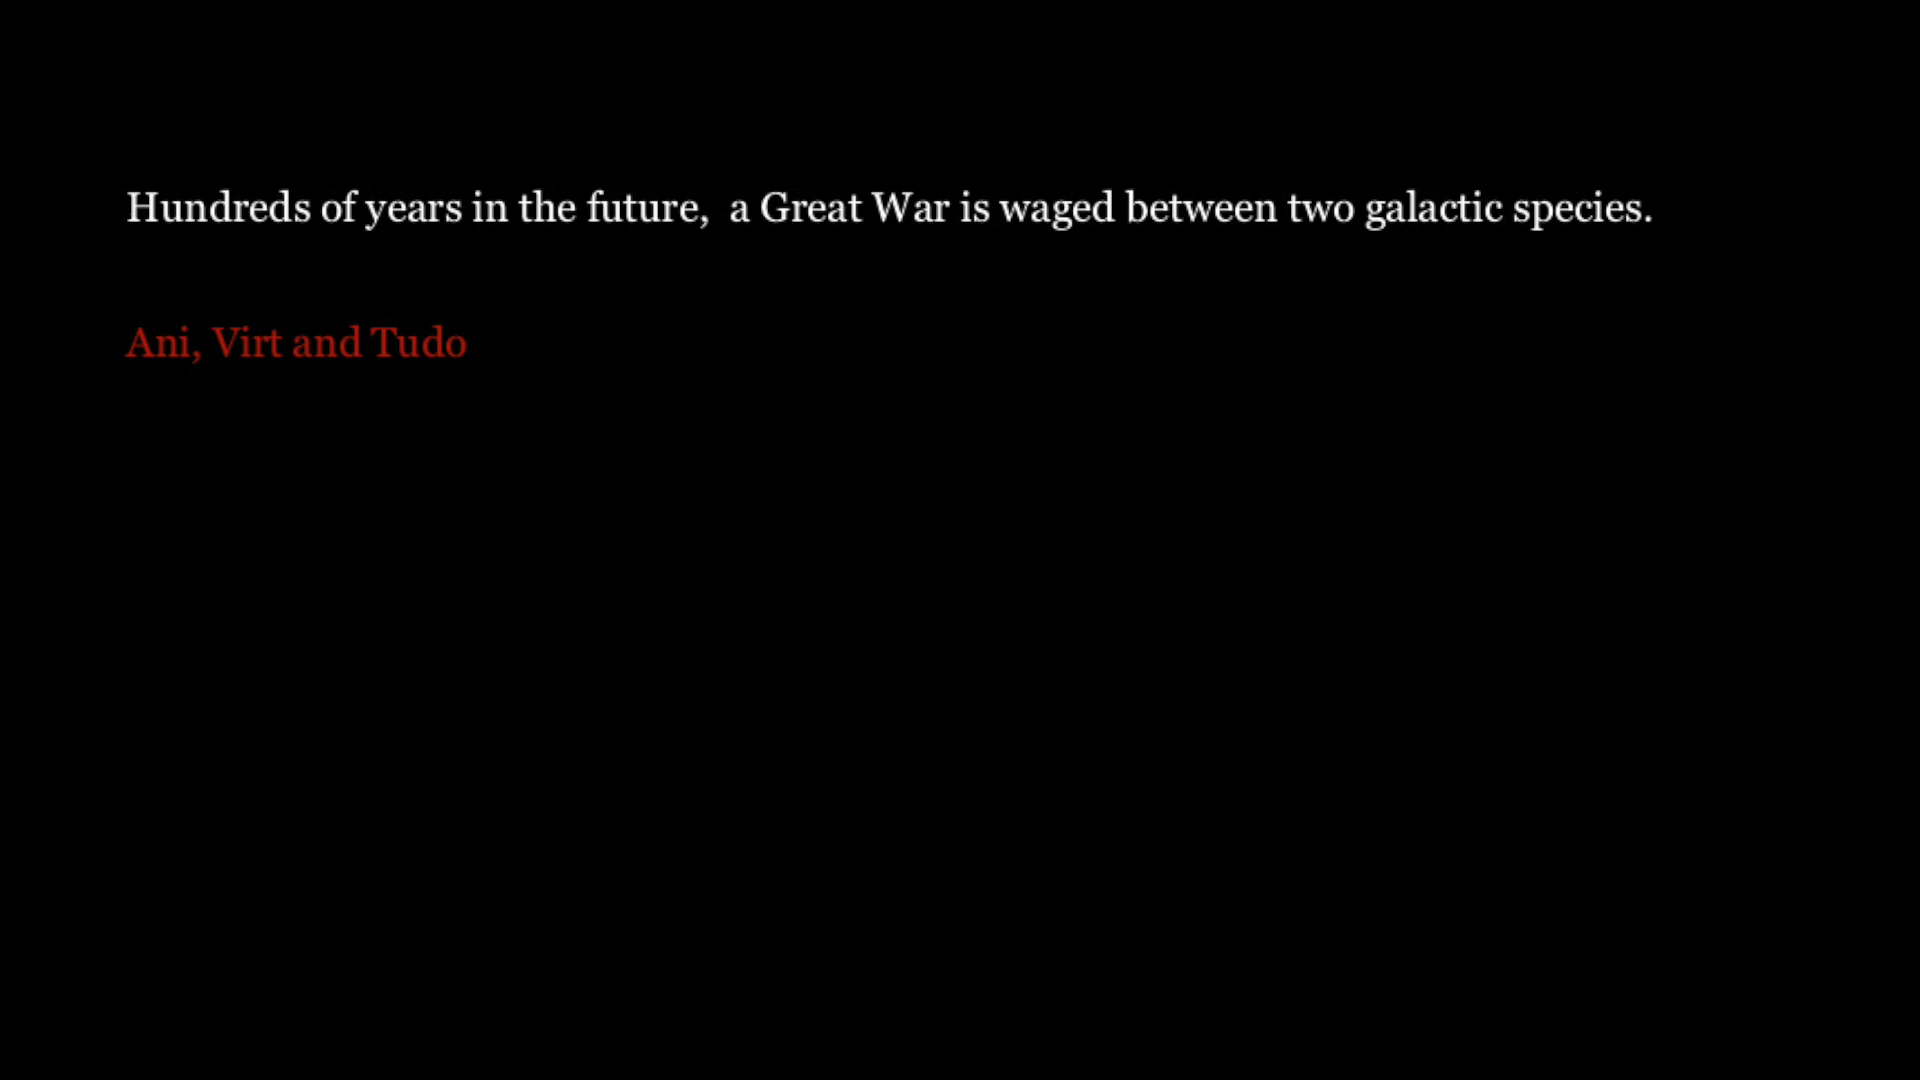 Hundreds of years in the future,  a Great War is waged between two galactic species.
Ani, Virt and Tudo